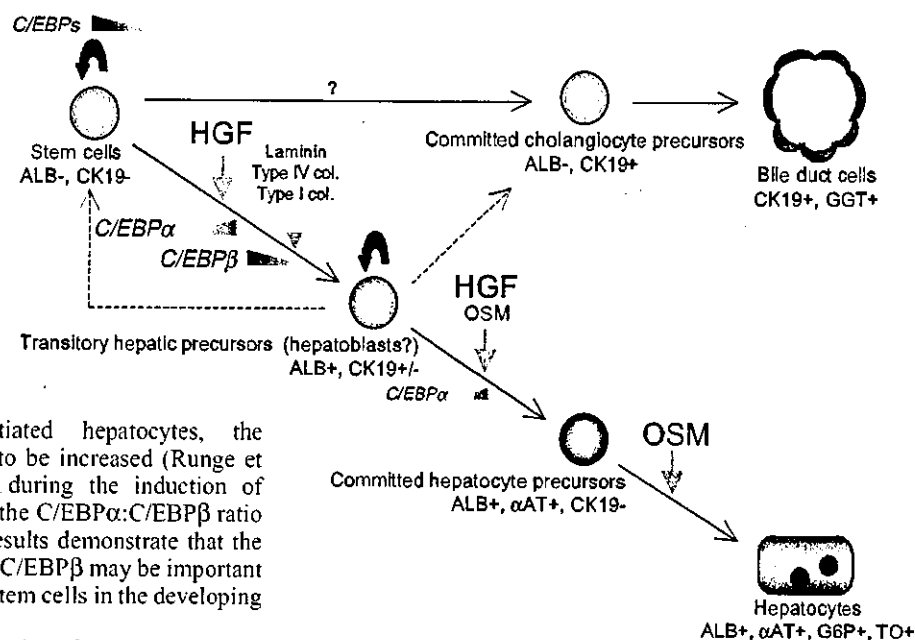 C/EBPs
?
HGF
Laminin
Type IV col.
Type I col.
Stem cells
ALB-, CK19-
Committed cholangiocyte precursors
ALB-, CK19+
Bile duct cells
CK19+, GGT+
C/EBPα
C/EBPβ
HGF
OSM
Transitory hepatic precursors (hepatoblasts?)
ALB+, CK19+/-
C/EBPα
OSM
Committed hepatocyte precursors
ALB+, αAT+, CK19-
Hepatocytes
ALB+, αAT+, G6P+, TO+
tiated hepatocytes, the
to be increased (Runge et
during the induction of
the C/EBPα:C/EBPβ ratio
esults demonstrate that the
C/EBPβ may be important
tem cells in the developing